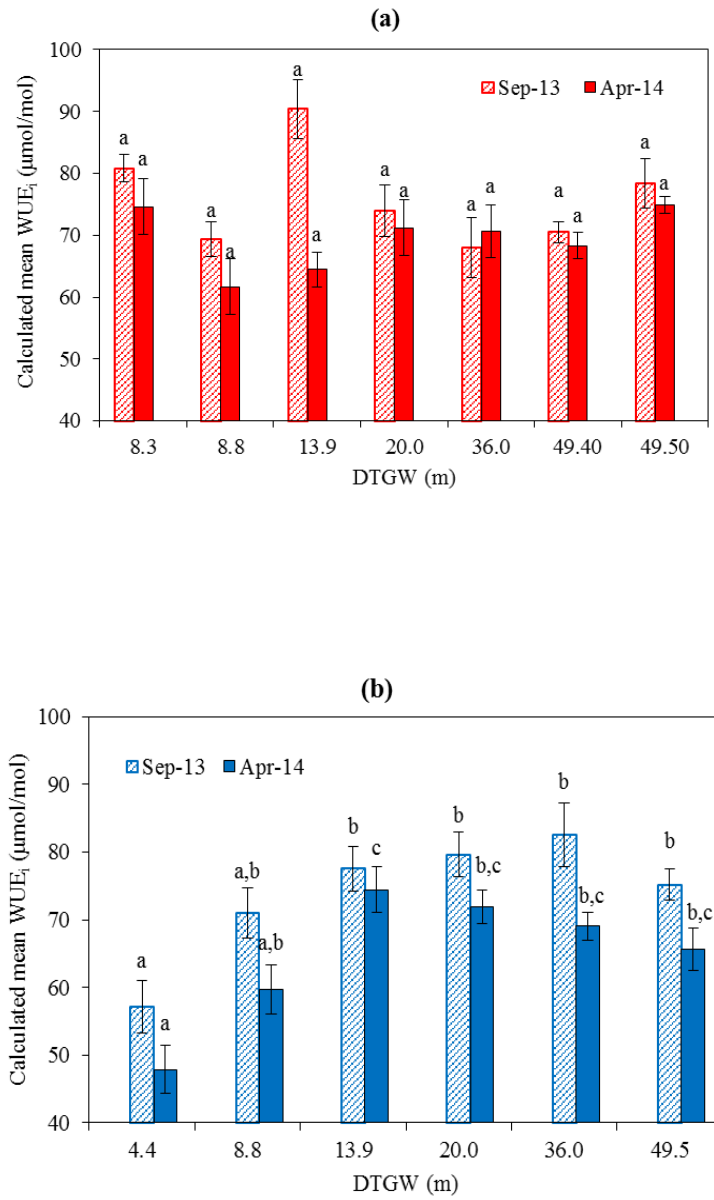 (a)
100
90
80
70
60
50
40
Calculated mean WUEi (µmol/mol)
Sep-13 Apr-14
a a a a a a a a a a a a a a
8.3 8.8 13.9 20.0 36.0 49.40 49.50
DTGW (m)
(b)
100
90
80
70
60
50
40
Calculated mean WUEi (µmol/mol)
Sep-13 Apr-14
a a a,b a,b b c b b,c b b,c b b,c
4.4 8.8 13.9 20.0 36.0 49.5
DTGW (m)